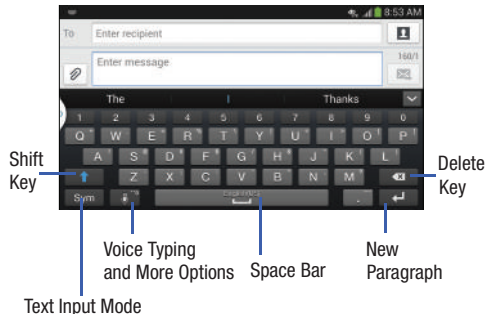 8:53 AM
To Enter recipient
Enter message
160/1
The I Thanks
1 2 3 4 5 6 7 8 9 0
Q W E R T Y U I O P
A S D F G H J K L
Z X C V B N M
Sym .
Shift
Key
Delete
Key
Voice Typing
and More Options
Space Bar
New
Paragraph
Text Input Mode